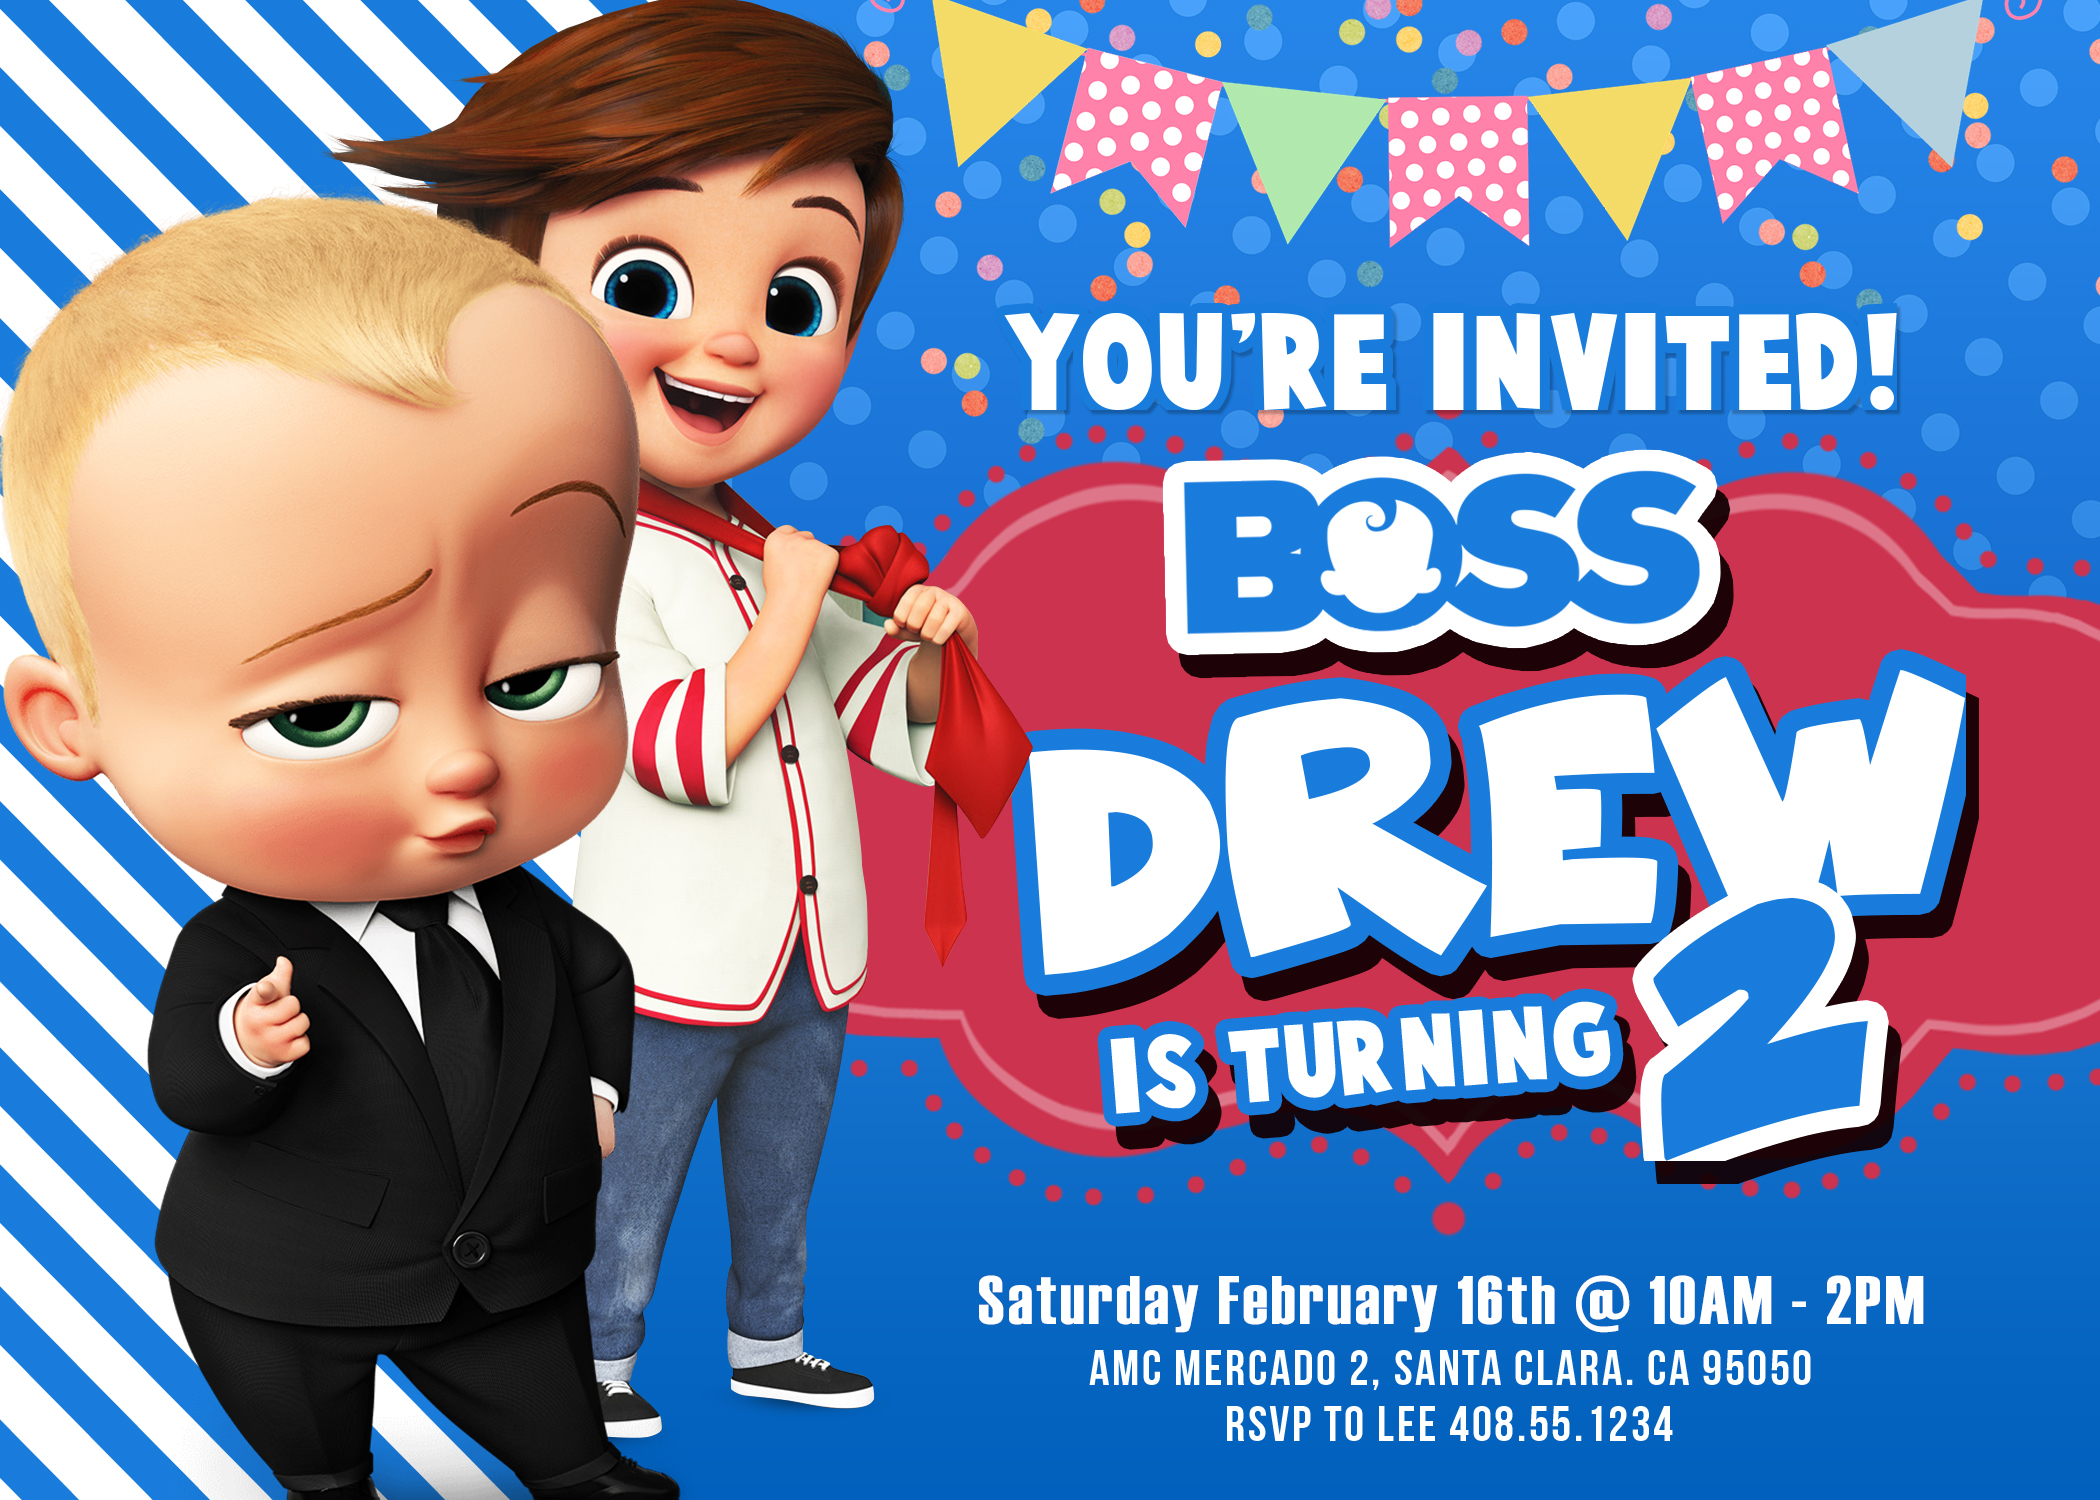 YOU'RE INVITED!
BOSS
DREW
IS TURNING 2
Saturday February 16th @ 10AM - 2PM
AMC MERCADO 2, SANTA CLARA. CA 95050
RSVP TO LEE 408.55.1234